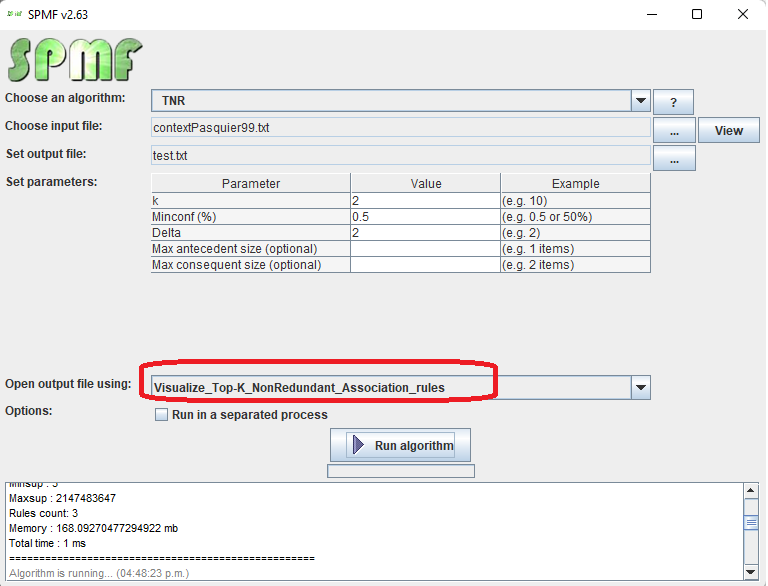 SPMF v2.63
SPMF
Choose an algorithm: TNR ?
Choose input file: contextPasquier99.txt ... View
Set output file: test.txt ...
Set parameters:
Parameter Value Example
k 2 (e.g. 10)
Minconf (%) 0.5 (e.g. 0.5 or 50%)
Delta 2 (e.g. 2)
Max antecedent size (optional) (e.g. 1 items)
Max consequent size (optional) (e.g. 2 items)
Open output file using: Visualize_Top-K_NonRedundant_Association_rules
Options: Run in a separated process
Run algorithm
Minsup : 3
Maxsup : 2147483647
Rules count: 3
Memory : 168.09270477294922 mb
Total time : 1 ms
===================================================
Algorithm is running... (04:48:23 p.m.)